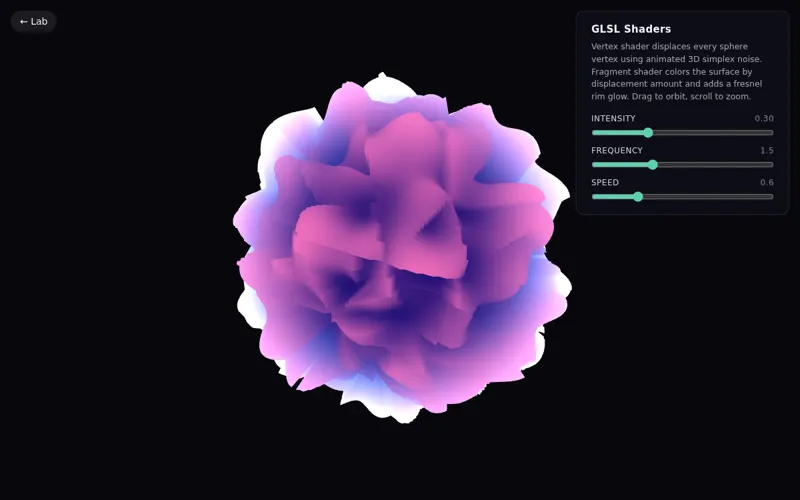 ← Lab
GLSL Shaders
Vertex shader displaces every sphere
vertex using animated 3D simplex noise.
Fragment shader colors the surface by
displacement amount and adds a fresnel
rim glow. Drag to orbit, scroll to zoom.
INTENSITY 0.30
FREQUENCY 1.5
SPEED 0.6